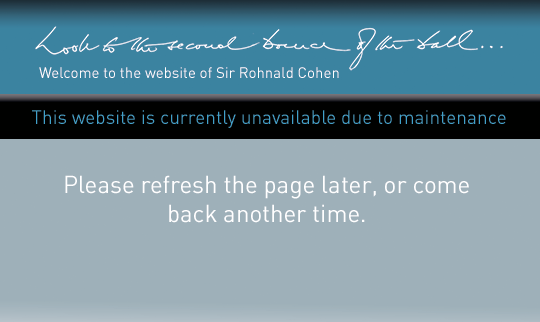 Look to the second bounce of the ball...
Welcome to the website of Sir Rohnald Cohen
This website is currently unavailable due to maintenance
Please refresh the page later, or come
back another time.